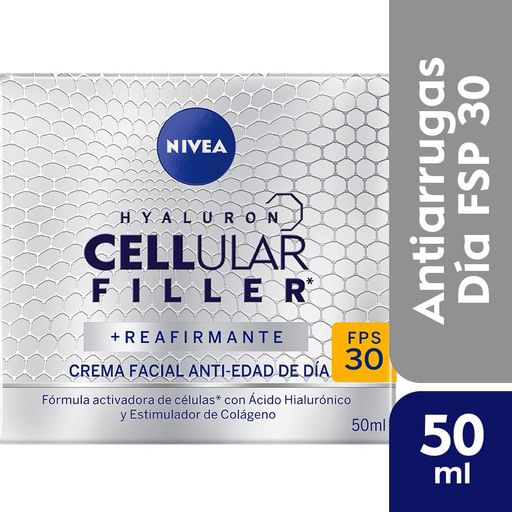 NIVEA
HYALURON
CELLULAR
FILLER*
+REAFIRMANTE
CREMA FACIAL ANTI-EDAD DE DÍA
FPS
30
Fórmula activadora de células* con Ácido Hialurónico
y Estimulador de Colágeno
50ml
Antiarrugas
Día FSP 30
50
ml